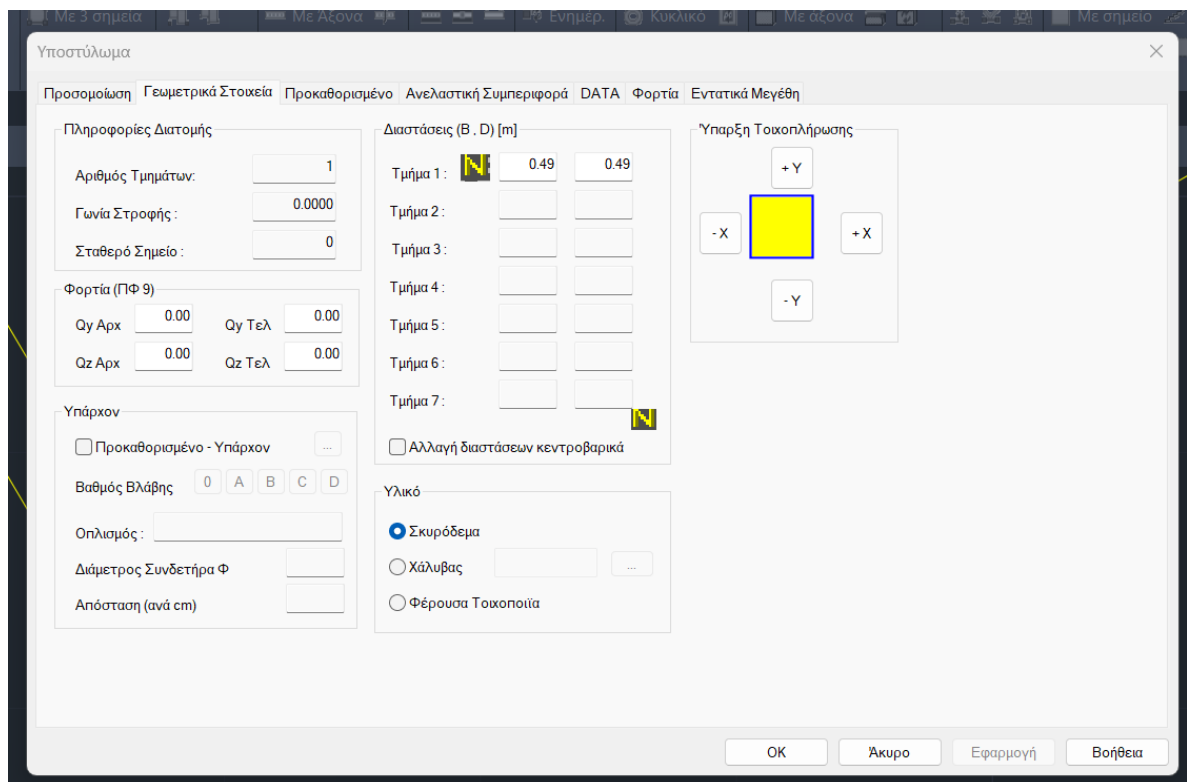 Με 3 σημεία Με Άξονα Ενημέρ. Κυκλικό Με άξονα Με σημείο
Υποστύλωμα
Προσομοίωση Γεωμετρικά Στοιχεία Προκαθορισμένο Ανελαστική Συμπεριφορά DATA Φορτία Εντατικά Μεγέθη
Πληροφορίες Διατομής
Αριθμός Τμημάτων: 1
Γωνία Στροφής : 0.0000
Σταθερό Σημείο : 0
Φορτία (ΠΦ 9)
Qy Αρχ 0.00 Qy Τελ 0.00
Qz Αρχ 0.00 Qz Τελ 0.00
Υπάρχον
Προκαθορισμένο - Υπάρχον ...
Βαθμός Βλάβης 0 A B C D
Οπλισμός :
Διάμετρος Συνδετήρα Φ
Απόσταση (ανά cm)
Διαστάσεις (B , D) [m]
Τμήμα 1 : N 0.49 0.49
Τμήμα 2 :
Τμήμα 3 :
Τμήμα 4 :
Τμήμα 5 :
Τμήμα 6 :
Τμήμα 7 :
N
Αλλαγή διαστάσεων κεντροβαρικά
Υλικό
Σκυρόδεμα
Χάλυβας ...
Φέρουσα Τοιχοποιϊα
Ύπαρξη Τοιχοπλήρωσης
+ Y
- X + X
- Y
OK Άκυρο Εφαρμογή Βοήθεια